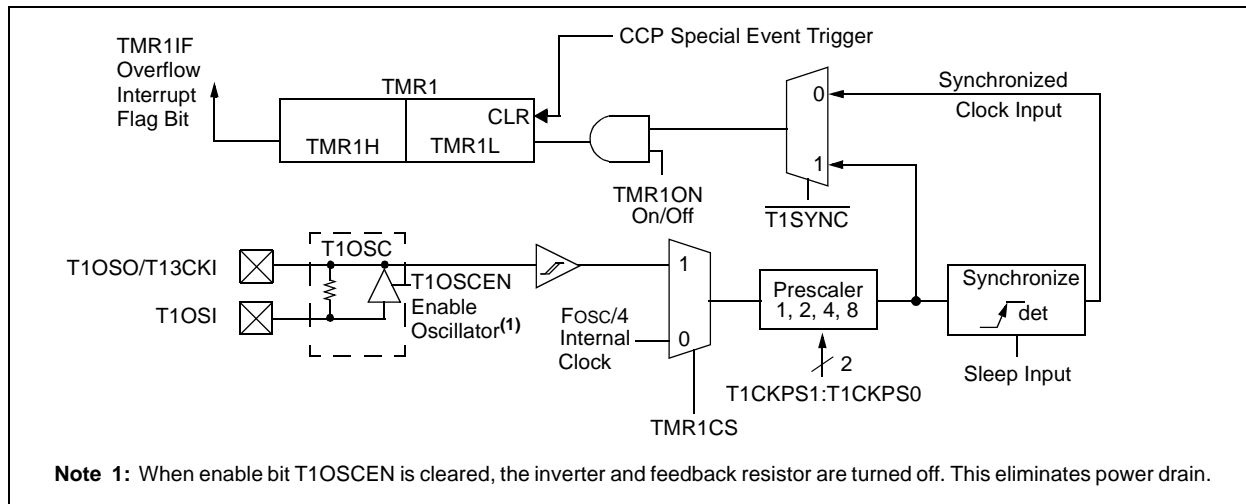 TMR1IF
Overflow
Interrupt
Flag Bit
TMR1
TMR1H
TMR1L
CLR
CCP Special Event Trigger
TMR1ON
On/Off
0
1
T1SYNC
Synchronized
Clock Input
T1OSO/T13CKI
T1OSI
T1OSC
T1OSCEN
Enable
Oscillator(1)
FOSC/4
Internal
Clock
1
0
TMR1CS
Prescaler
1, 2, 4, 8
2
T1CKPS1:T1CKPS0
Synchronize
det
Sleep Input
Note 1: When enable bit T1OSCEN is cleared, the inverter and feedback resistor are turned off. This eliminates power drain.